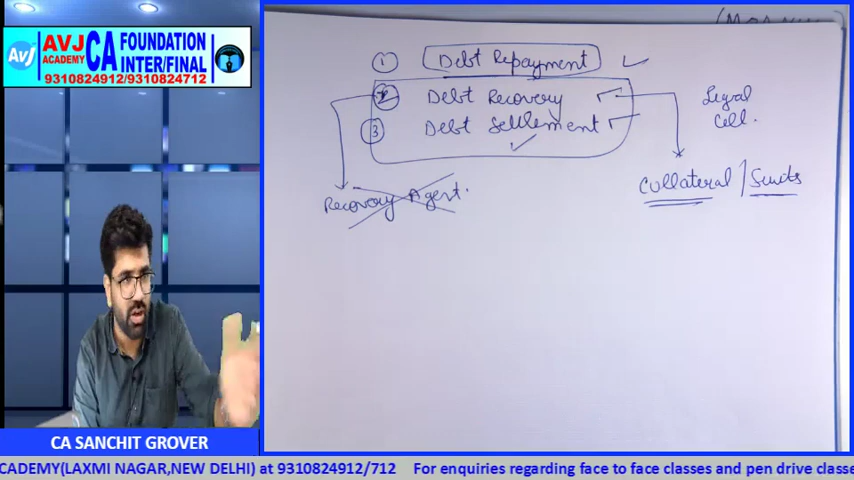 AVJ
ACADEMY
CA
FOUNDATION
INTER/FINAL
9310824912/9310824712
AVJ
① Debt Repayment
② Debt Recovery
③ Debt Settlement
Legal
Cell.
Recovery Agent.
Collateral /
CA SANCHIT GROVER
CADEMY(LAXMI NAGAR,NEW DELHI) at 9310824912/712 For enquiries regarding face to face classes and pen drive classe